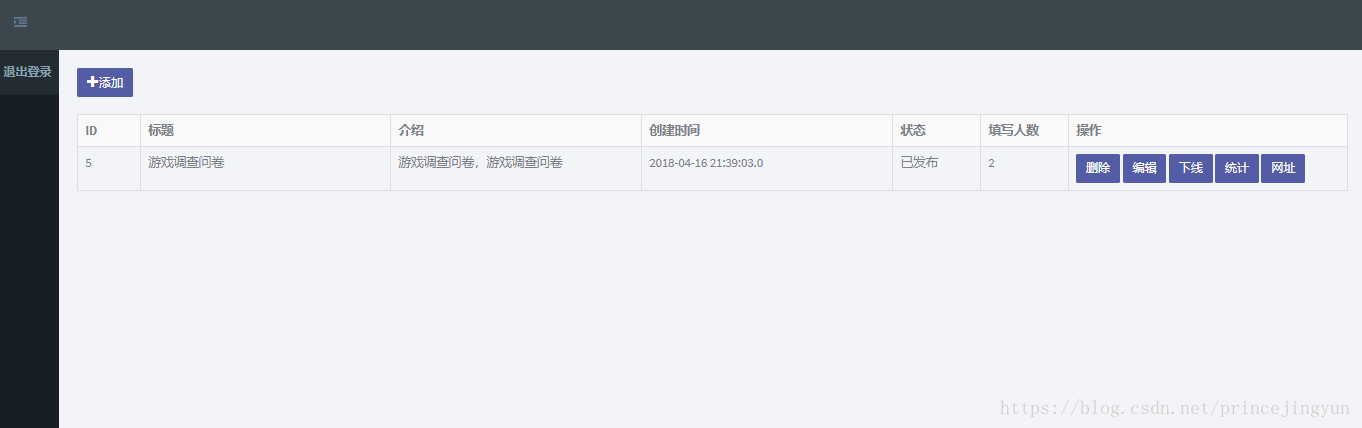 退出登录
添加
ID 标题 介绍 创建时间 状态 填写人数 操作
5 游戏调查问卷 游戏调查问卷，游戏调查问卷 2018-04-16 21:39:03.0 已发布 2 删除 编辑 下线 统计 网址
https://blog.csdn.net/princejingyun